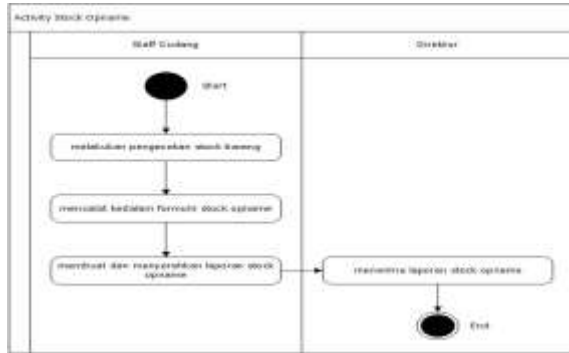 Activity Stock Opname
Staff Gudang
Direktur
Start
melakukan pengecekan stock barang
mencatat kedalam formulir stock opname
membuat dan menyerahkan laporan stock
opname
menerima laporan stock opname
End